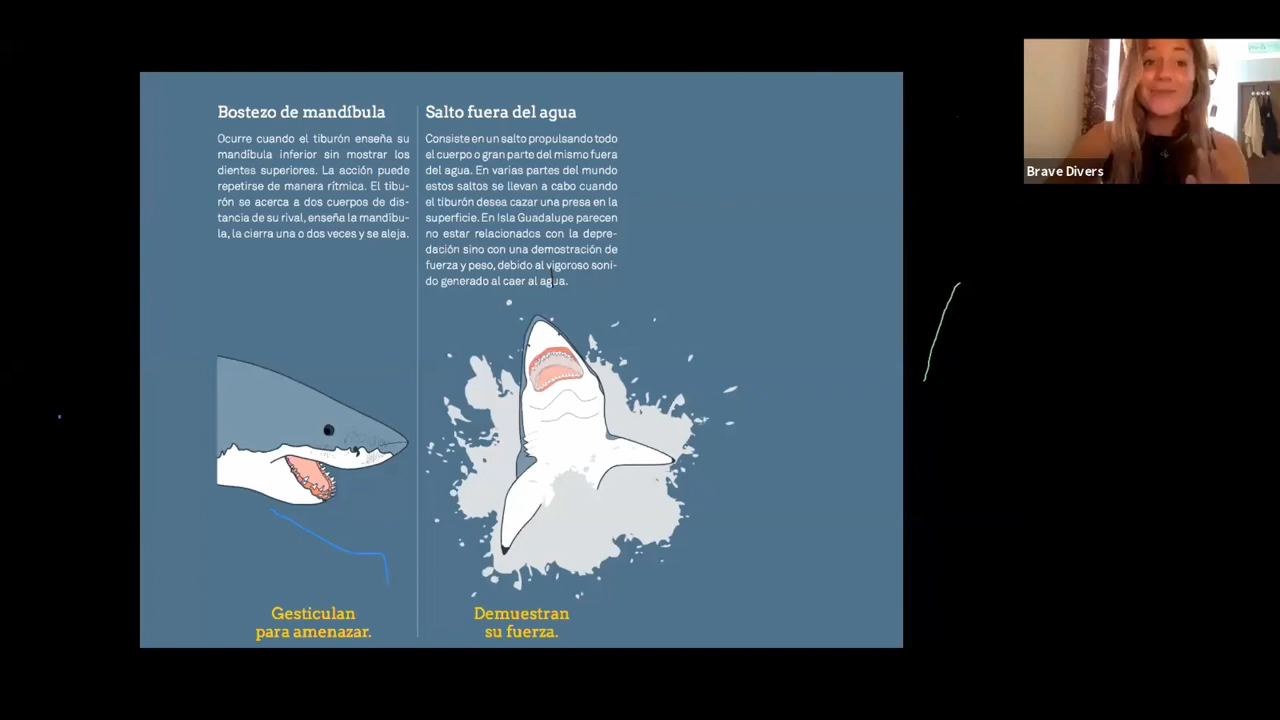 Bostezo de mandíbula
Ocurre cuando el tiburón enseña su
mandíbula inferior sin mostrar los
dientes superiores. La acción puede
repetirse de manera rítmica. El tibu-
rón se acerca a dos cuerpos de dis-
tancia de su rival, enseña la mandíbu-
la, la cierra una o dos veces y se aleja.
Gesticulan
para amenazar.
Salto fuera del agua
Consiste en un salto propulsando todo
el cuerpo o gran parte del mismo fuera
del agua. En varias partes del mundo
estos saltos se llevan a cabo cuando
el tiburón desea cazar una presa en la
superficie. En Isla Guadalupe parecen
no estar relacionados con la depre-
dación sino con una demostración de
fuerza y peso, debido al vigoroso soni-
do generado al caer al agua.
Demuestran
su fuerza.
Brave Divers